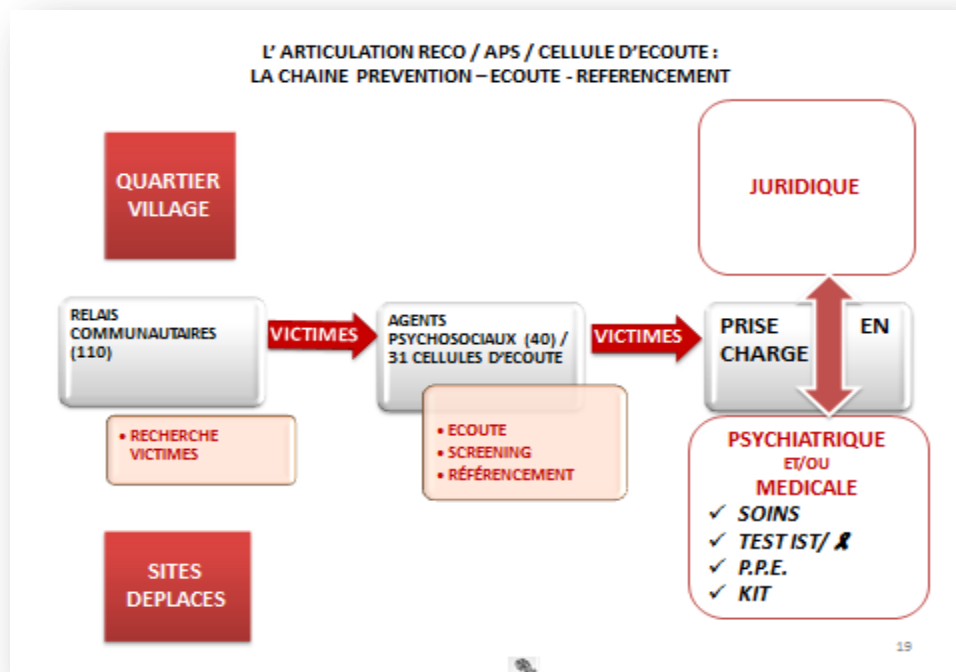 L' ARTICULATION RECO / APS / CELLULE D'ECOUTE :
LA CHAINE PREVENTION – ECOUTE - REFERENCEMENT
QUARTIER
VILLAGE
JURIDIQUE
RELAIS
COMMUNAUTAIRES
(110)
VICTIMES
AGENTS
PSYCHOSOCIAUX (40) /
31 CELLULES D'ECOUTE
VICTIMES
PRISE EN
CHARGE
• RECHERCHE
VICTIMES
• ECOUTE
• SCREENING
• RÉFÉRENCEMENT
PSYCHIATRIQUE
ET/OU
MEDICALE
✓ SOINS
✓ TEST IST/
✓ P.P.E.
✓ KIT
SITES
DEPLACES
19